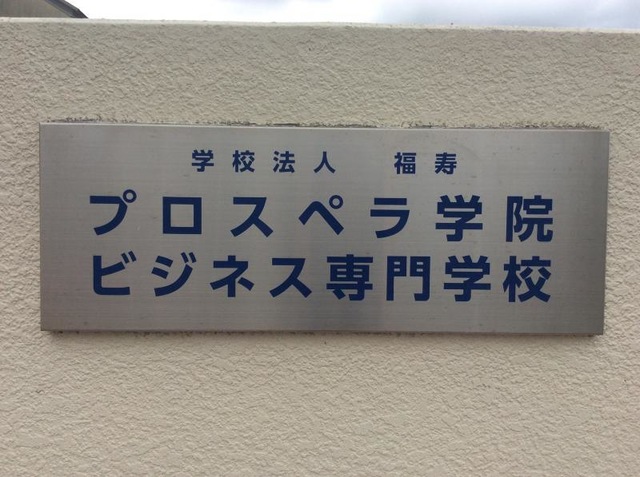 学校法人　福寿
プロスペラ学院
ビジネス専門学校